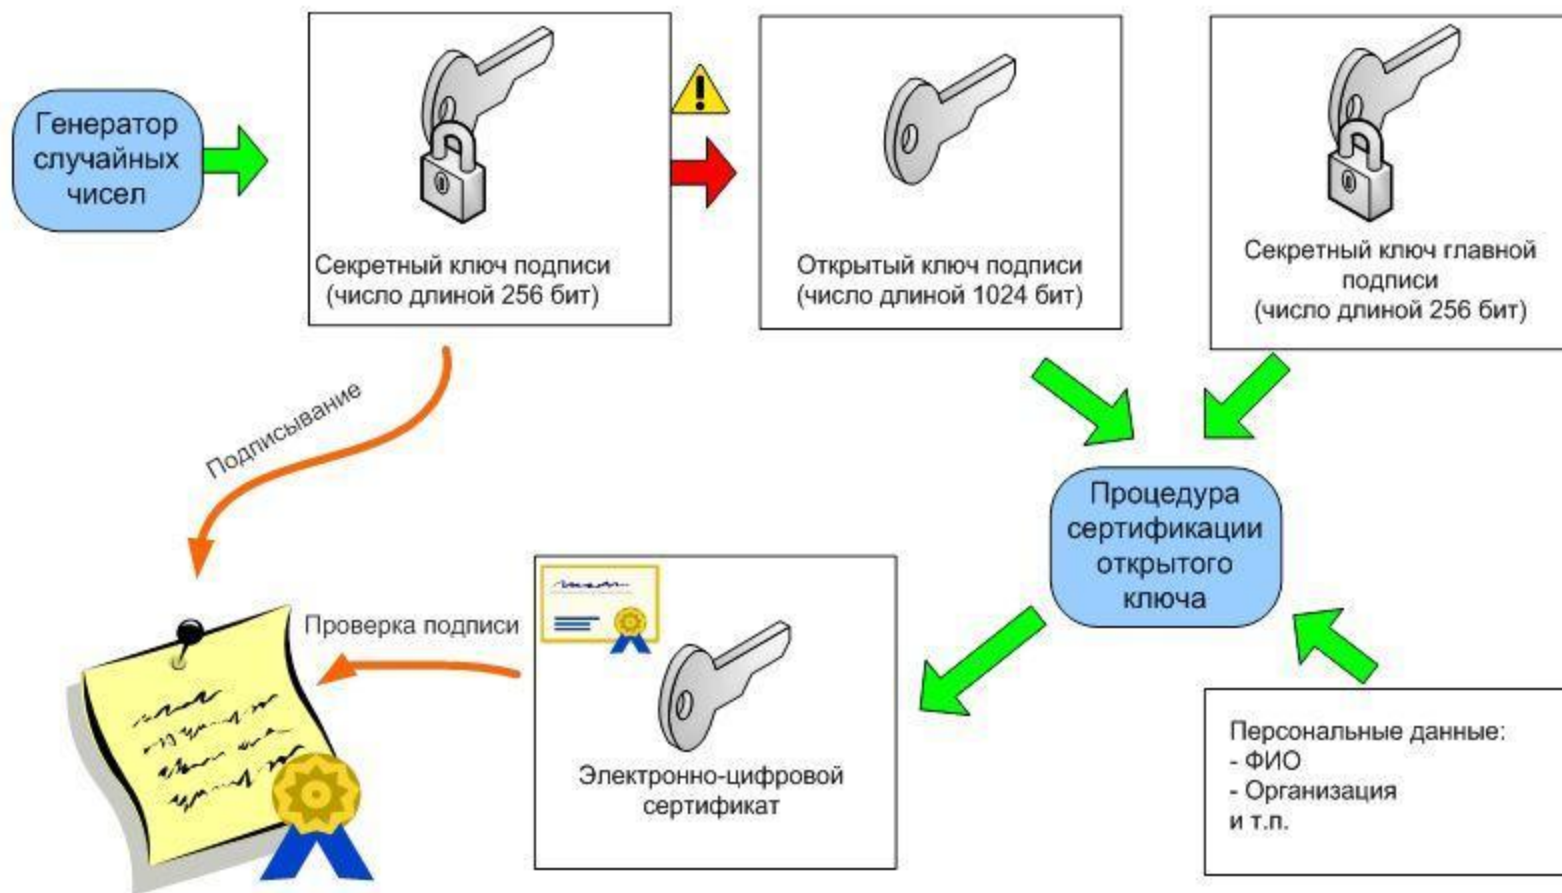 Генератор
случайных
чисел
Секретный ключ подписи
(число длиной 256 бит)
Открытый ключ подписи
(число длиной 1024 бит)
Секретный ключ главной
подписи
(число длиной 256 бит)
Подписывание
Процедура
сертификации
открытого
ключа
Проверка подписи
Электронно-цифровой
сертификат
Персональные данные:
- ФИО
- Организация
и т.п.